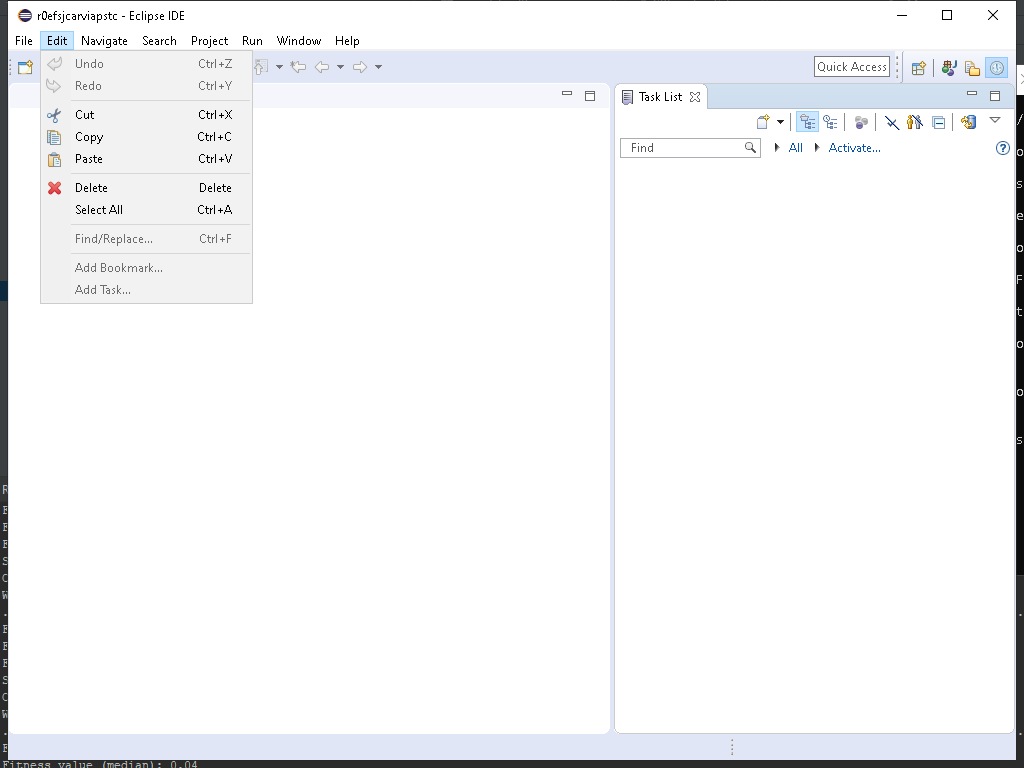 r0efsjcarviapstc - Eclipse IDE
File Edit Navigate Search Project Run Window Help
Quick Access
Undo Ctrl+Z
Redo Ctrl+Y
Cut Ctrl+X
Copy Ctrl+C
Paste Ctrl+V
Delete Delete
Select All Ctrl+A
Find/Replace... Ctrl+F
Add Bookmark...
Add Task...
Task List
Find All Activate...
Fitness value (median): 0.04